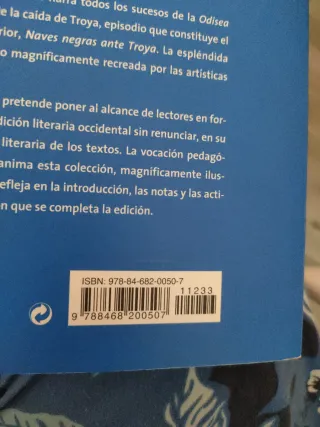 narra todos los sucesos de la Odisea
e la caída de Troya, episodio que constituye el
rior, Naves negras ante Troya. La espléndida
o magníficamente recreada por las artísticas
pretende poner al alcance de lectores en for-
dición literaria occidental sin renunciar, en su
literaria de los textos. La vocación pedagó-
anima esta colección, magníficamente ilus-
refleja en la introducción, las notas y las acti-
ón que se completa la edición.
ISBN: 978-84-682-0050-7
11233
9 788468 200507